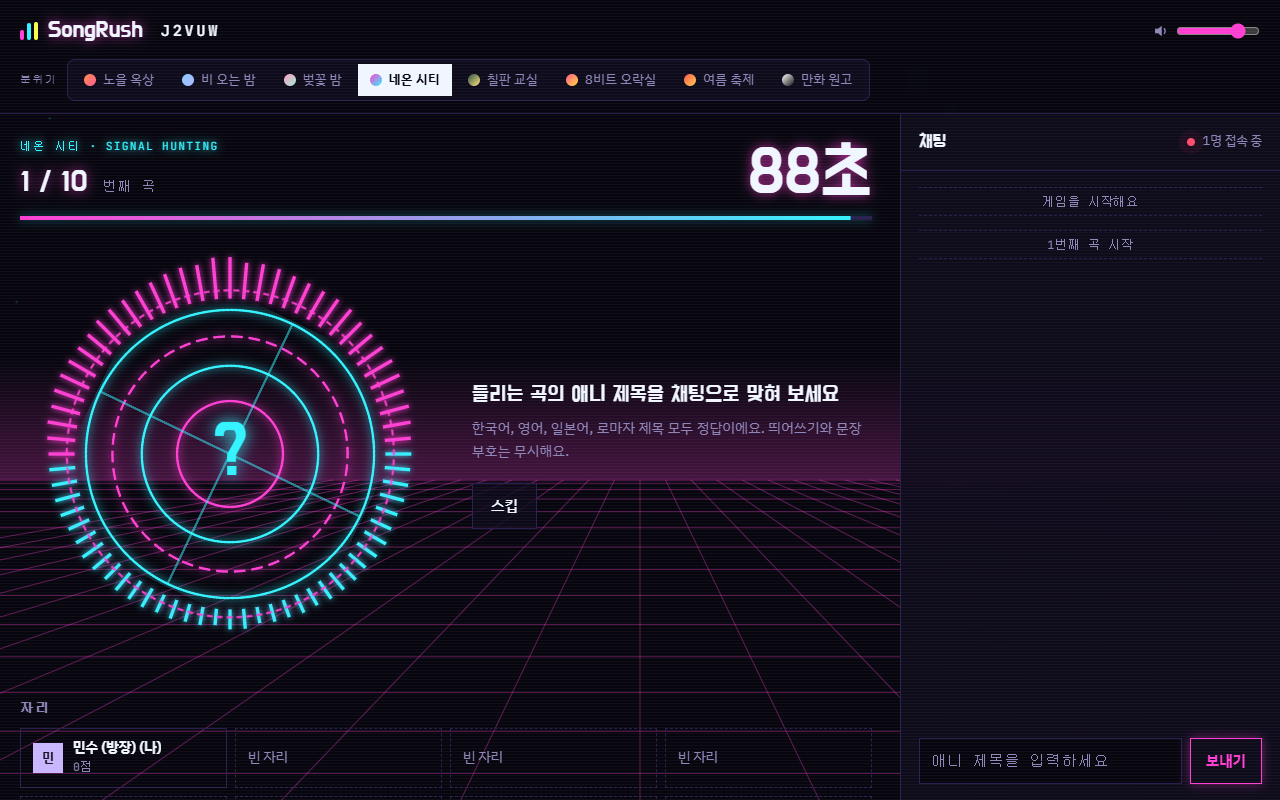 SongRush J2VUW
분위기 노을 옥상 비 오는 밤 벚꽃 밤 네온 시티 칠판 교실 8비트 오락실 여름 축제 만화 원고
네온 시티 · SIGNAL HUNTING
1 / 10 번째 곡
88초
?
들리는 곡의 애니 제목을 채팅으로 맞혀 보세요
한국어, 영어, 일본어, 로마자 제목 모두 정답이에요. 띄어쓰기와 문장
부호는 무시해요.
스킵
자리
민 민수 (방장) (나)
0점
빈 자리
빈 자리
빈 자리
채팅 1명 접속 중
게임을 시작해요
1번째 곡 시작
애니 제목을 입력하세요 보내기